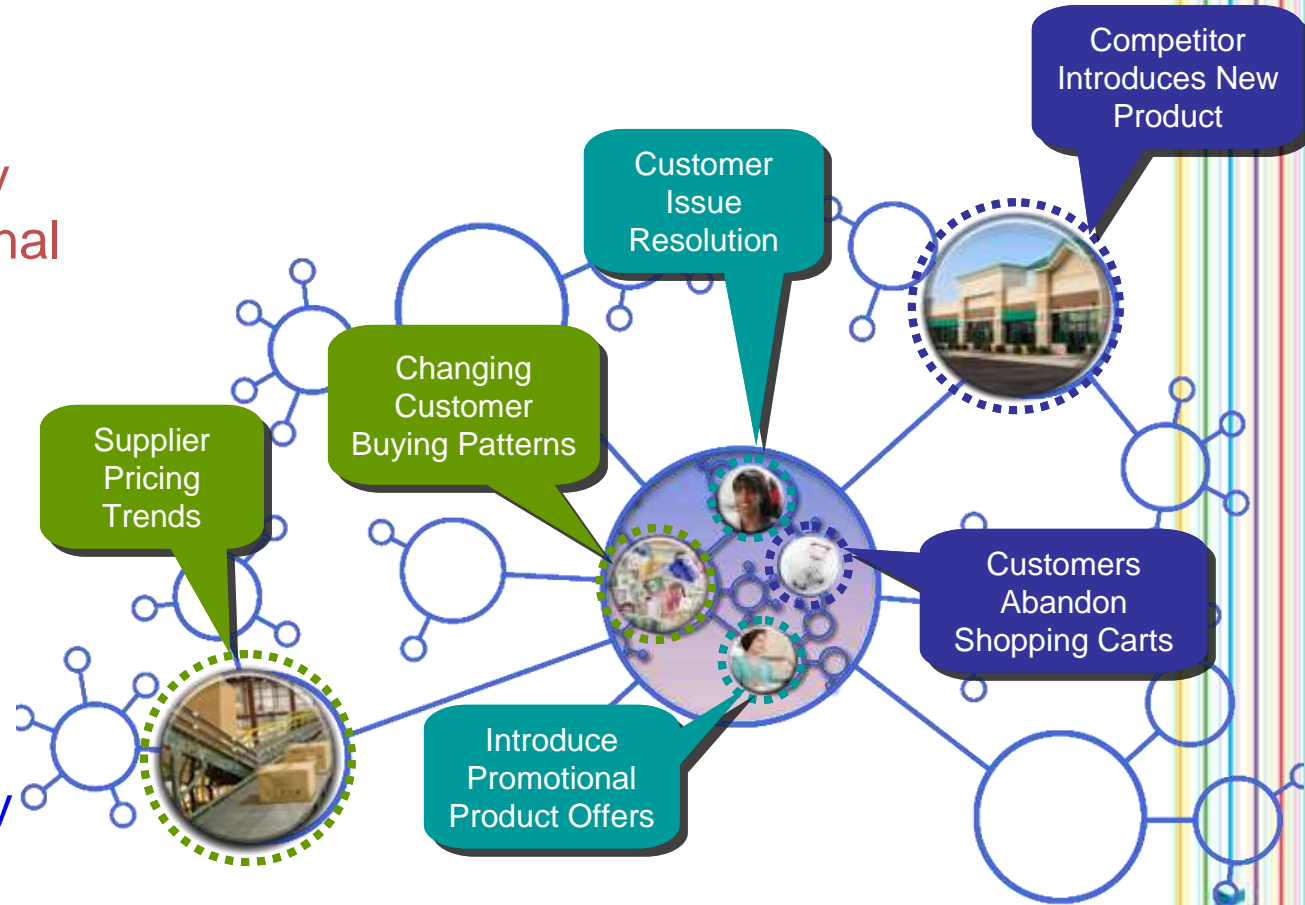 Competitor
Introduces New
Product
Customer
Issue
Resolution
Changing
Customer
Buying Patterns
Supplier
Pricing
Trends
Customers
Abandon
Shopping Carts
Introduce
Promotional
Product Offers